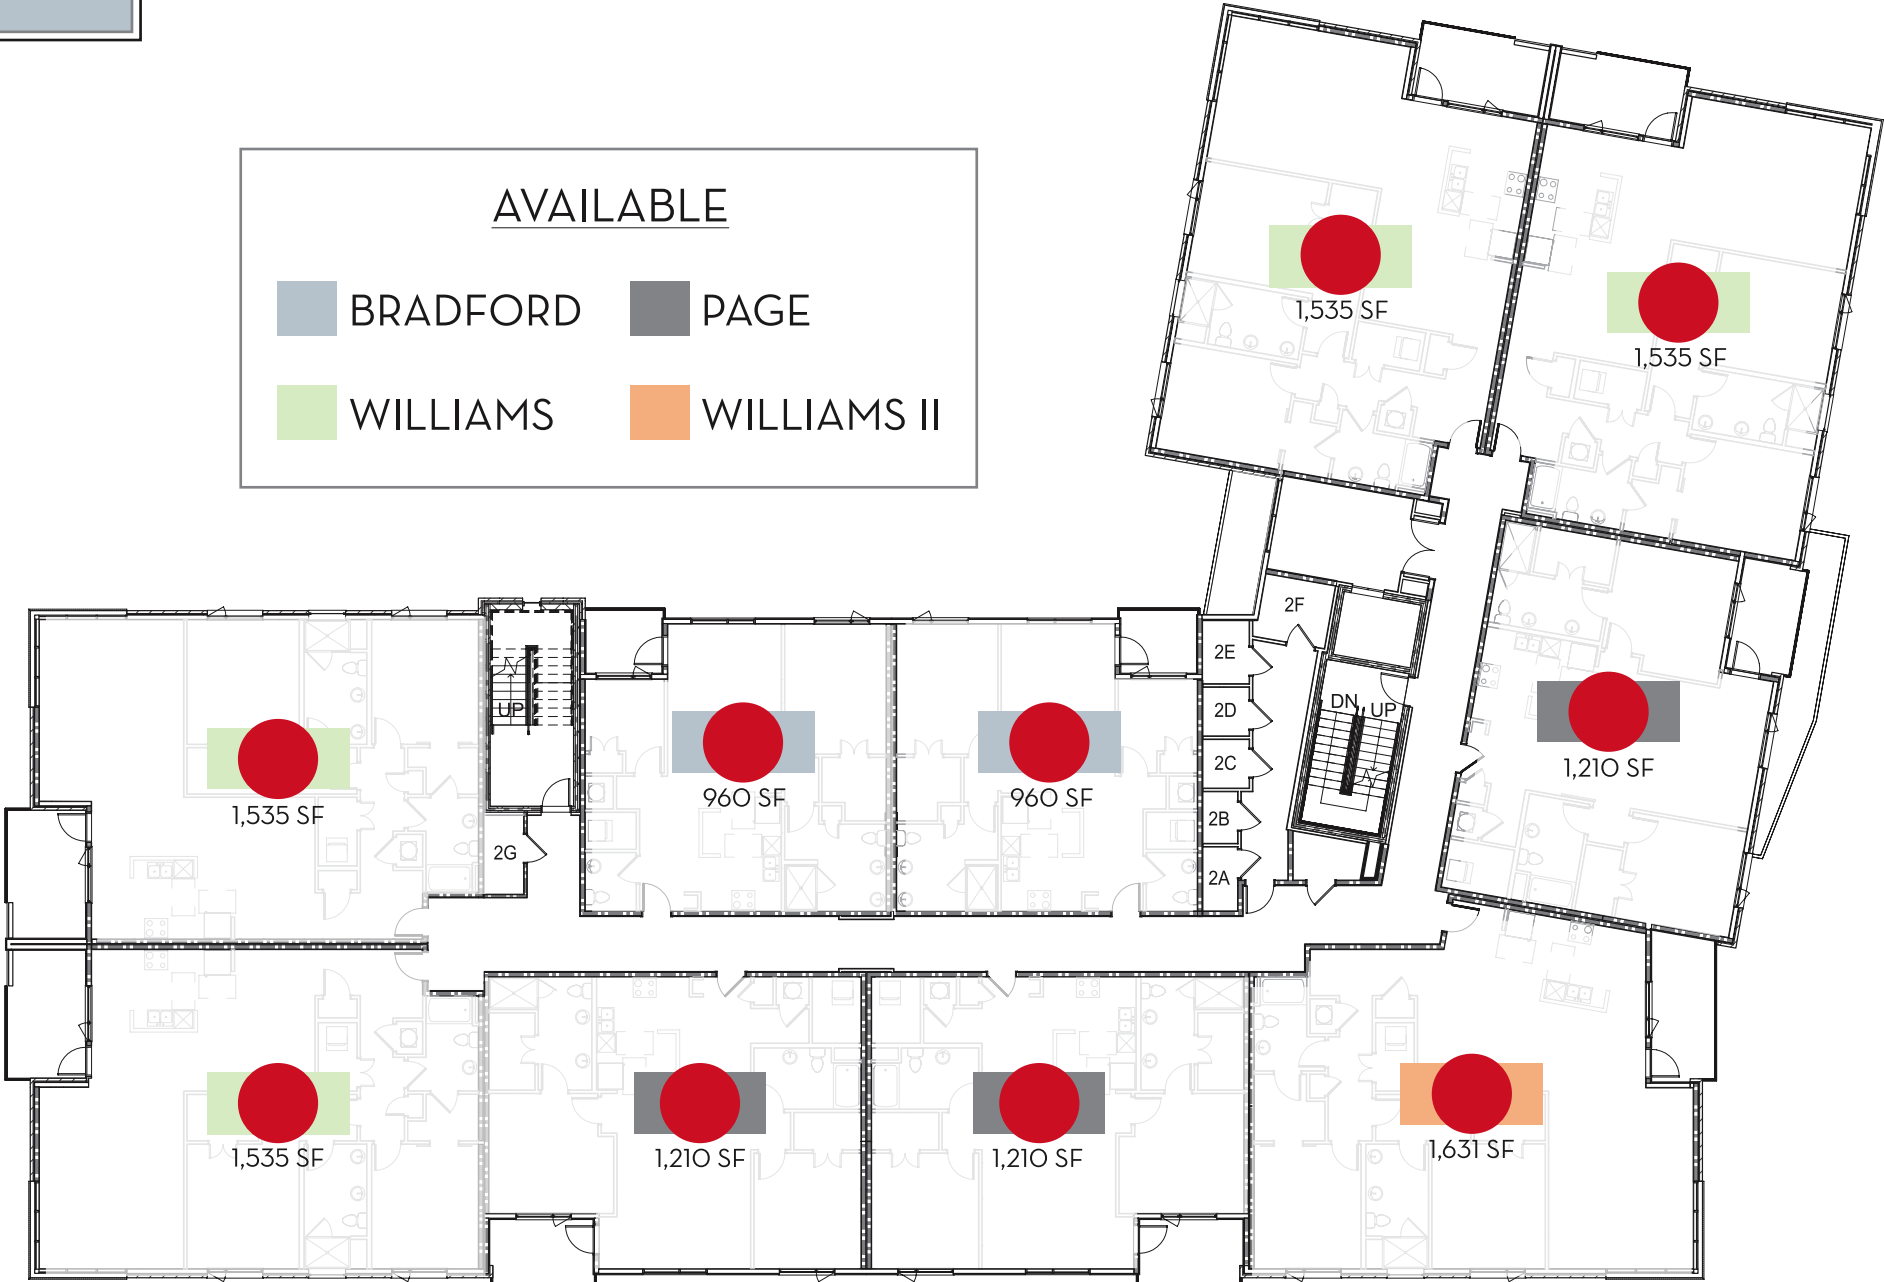 AVAILABLE
BRADFORD
PAGE
WILLIAMS
WILLIAMS II
1,535 SF
1,535 SF
2F
2E
2D
2C
2B
2A
DN
UP
1,210 SF
UP
960 SF
960 SF
1,535 SF
2G
1,535 SF
1,210 SF
1,210 SF
1,631 SF